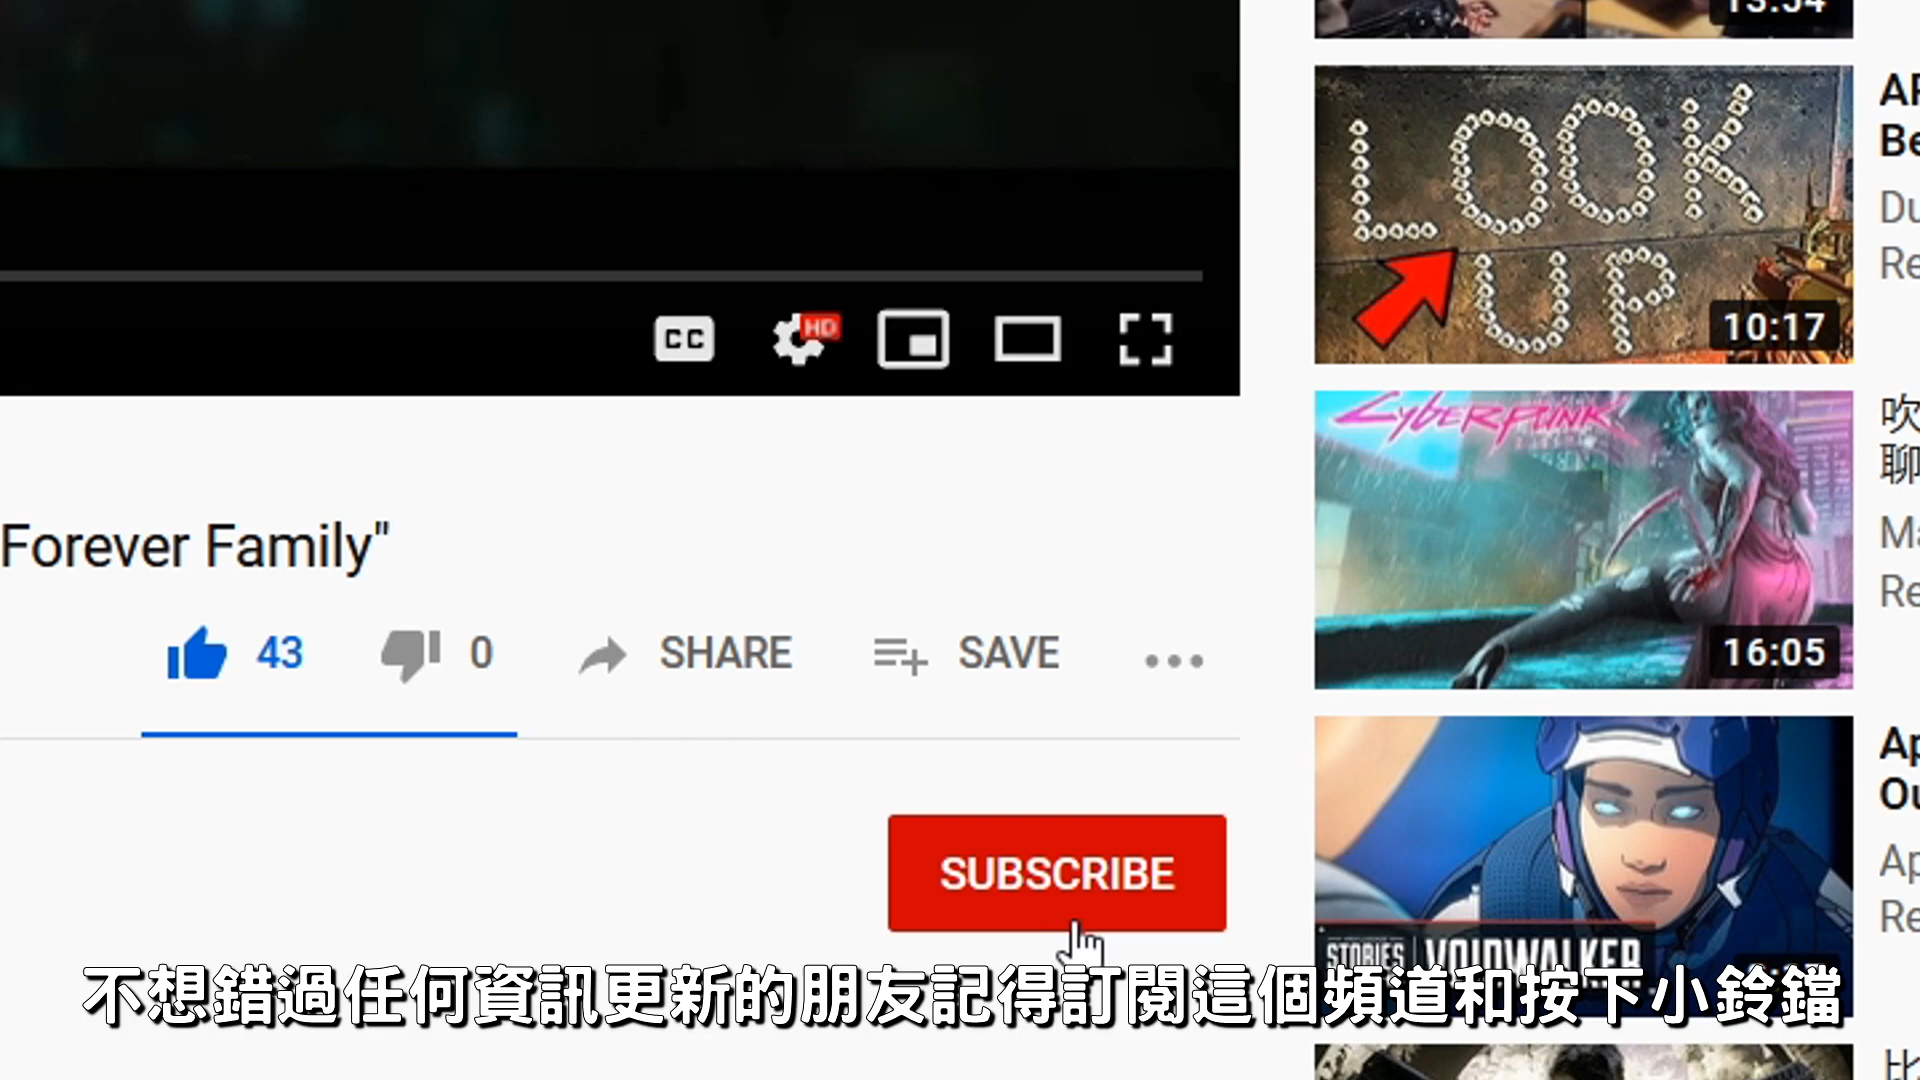 13:54
LOOK
UP
10:17
AP
Be
Du
Re
CC
HD
CYBERPUNK
16:05
吹
聊
Ma
Re
Forever Family"
43
0
SHARE
SAVE
Ap
Ou
Ap
Re
SUBSCRIBE
STORIES
VOIDWALKER
不想錯過任何資訊更新的朋友記得訂閱這個頻道和按下小鈴鐺
比